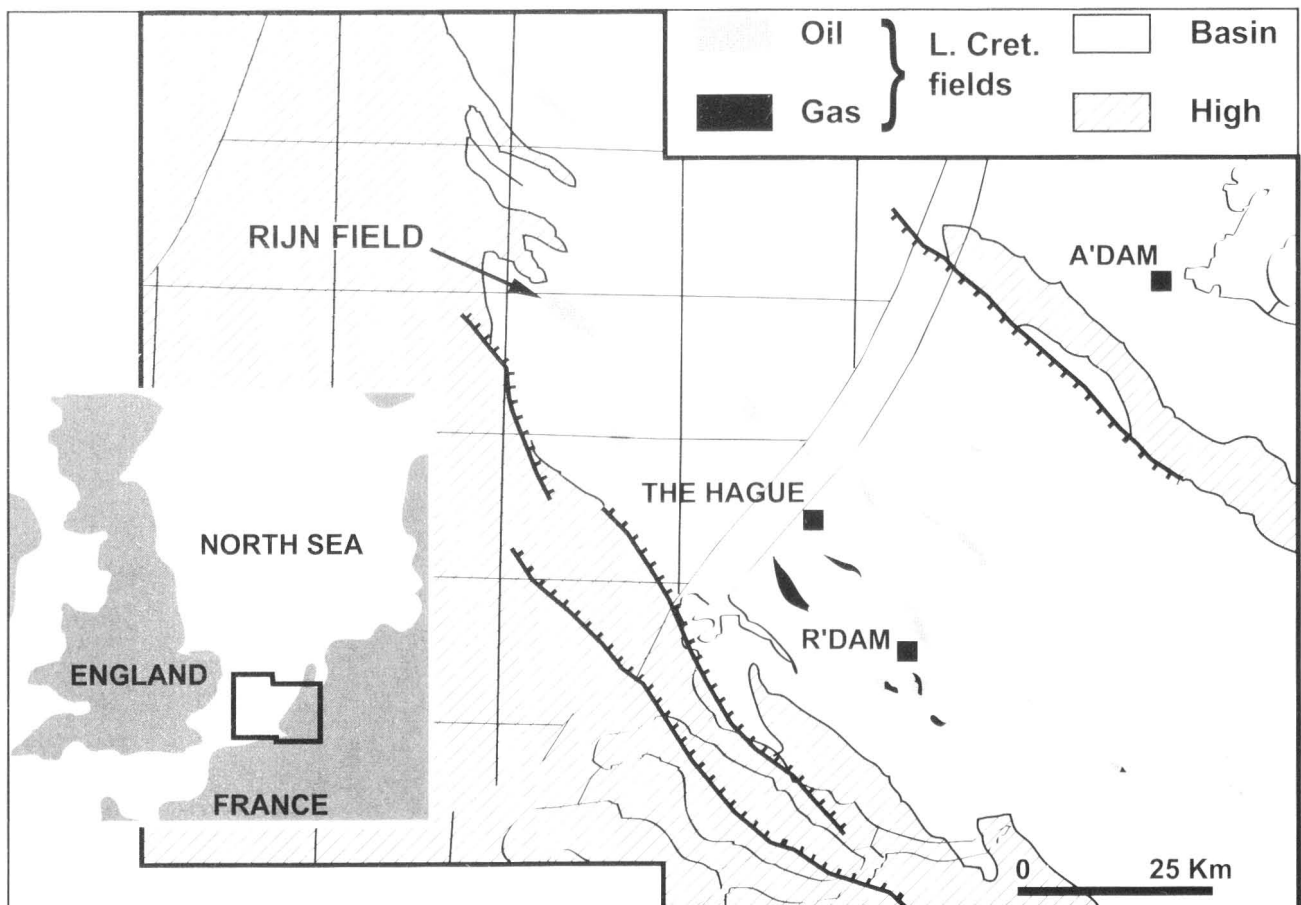 Oil
Gas
L. Cret.
fields
Basin
High
RIJN FIELD
A'DAM
THE HAGUE
R'DAM
NORTH SEA
ENGLAND
FRANCE
0 25 Km